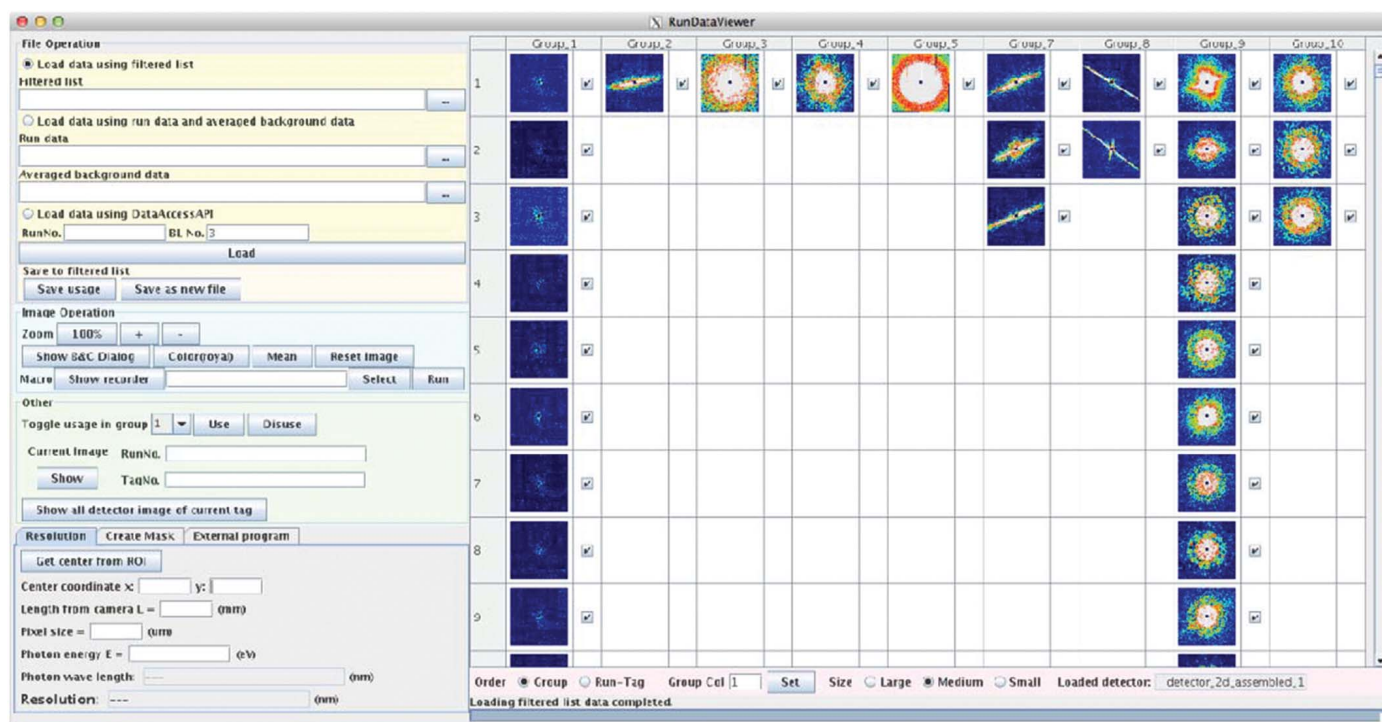 RunDataViewer
File Operation
Load data using filtered list
Filtered list
...
Load data using run data and averaged background data
Run data
...
Averaged background data
...
Load data using DataAccessAPI
RunNo. BL No. 3
Load
Save to filtered list
Save usage Save as new file
Image Operation
Zoom 100% + -
Show B&C Dialog Color(royal) Mean Reset Image
Macro Show recorder Select Run
Other
Toggle usage in group 1 Use Disuse
Current Image RunNo.
Show TagNo.
Show all detector image of current tag
Resolution Create Mask External program
Get center from ROI
Center coordinate x: y:
Length from camera L = (mm)
Pixel size = (um)
Photon energy E = (eV)
Photon wave length: --- (nm)
Resolution: --- (nm)
Group_1 Group_2 Group_3 Group_4 Group_5 Group_7 Group_8 Group_9 Group_10
1
2
3
4
5
6
7
8
9
Order Group Run-Tag Group Col 1 Set Size Large Medium Small Loaded detector: detector_2d_assembled_1
Loading filtered list data completed.